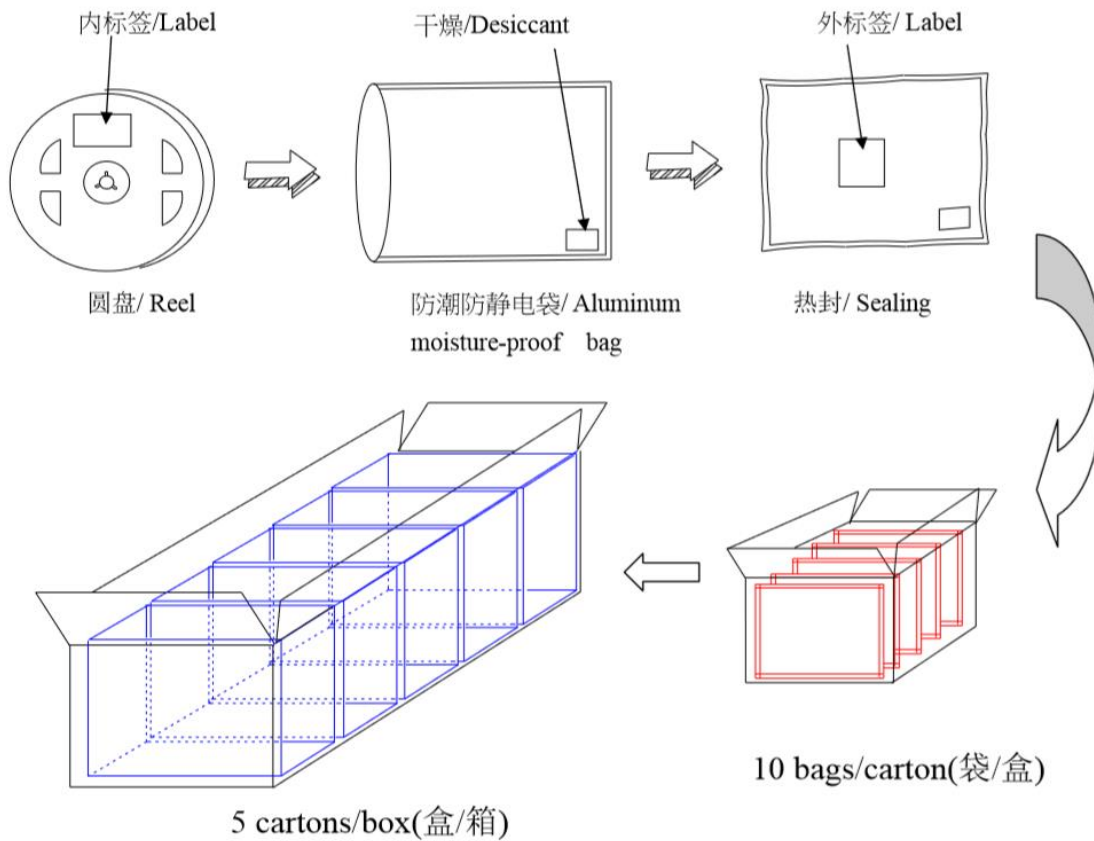 内标签/Label
干燥/Desiccant
外标签/ Label
圆盘/ Reel
防潮防静电袋/ Aluminum
moisture-proof bag
热封/ Sealing
10 bags/carton(袋/盒)
5 cartons/box(盒/箱)